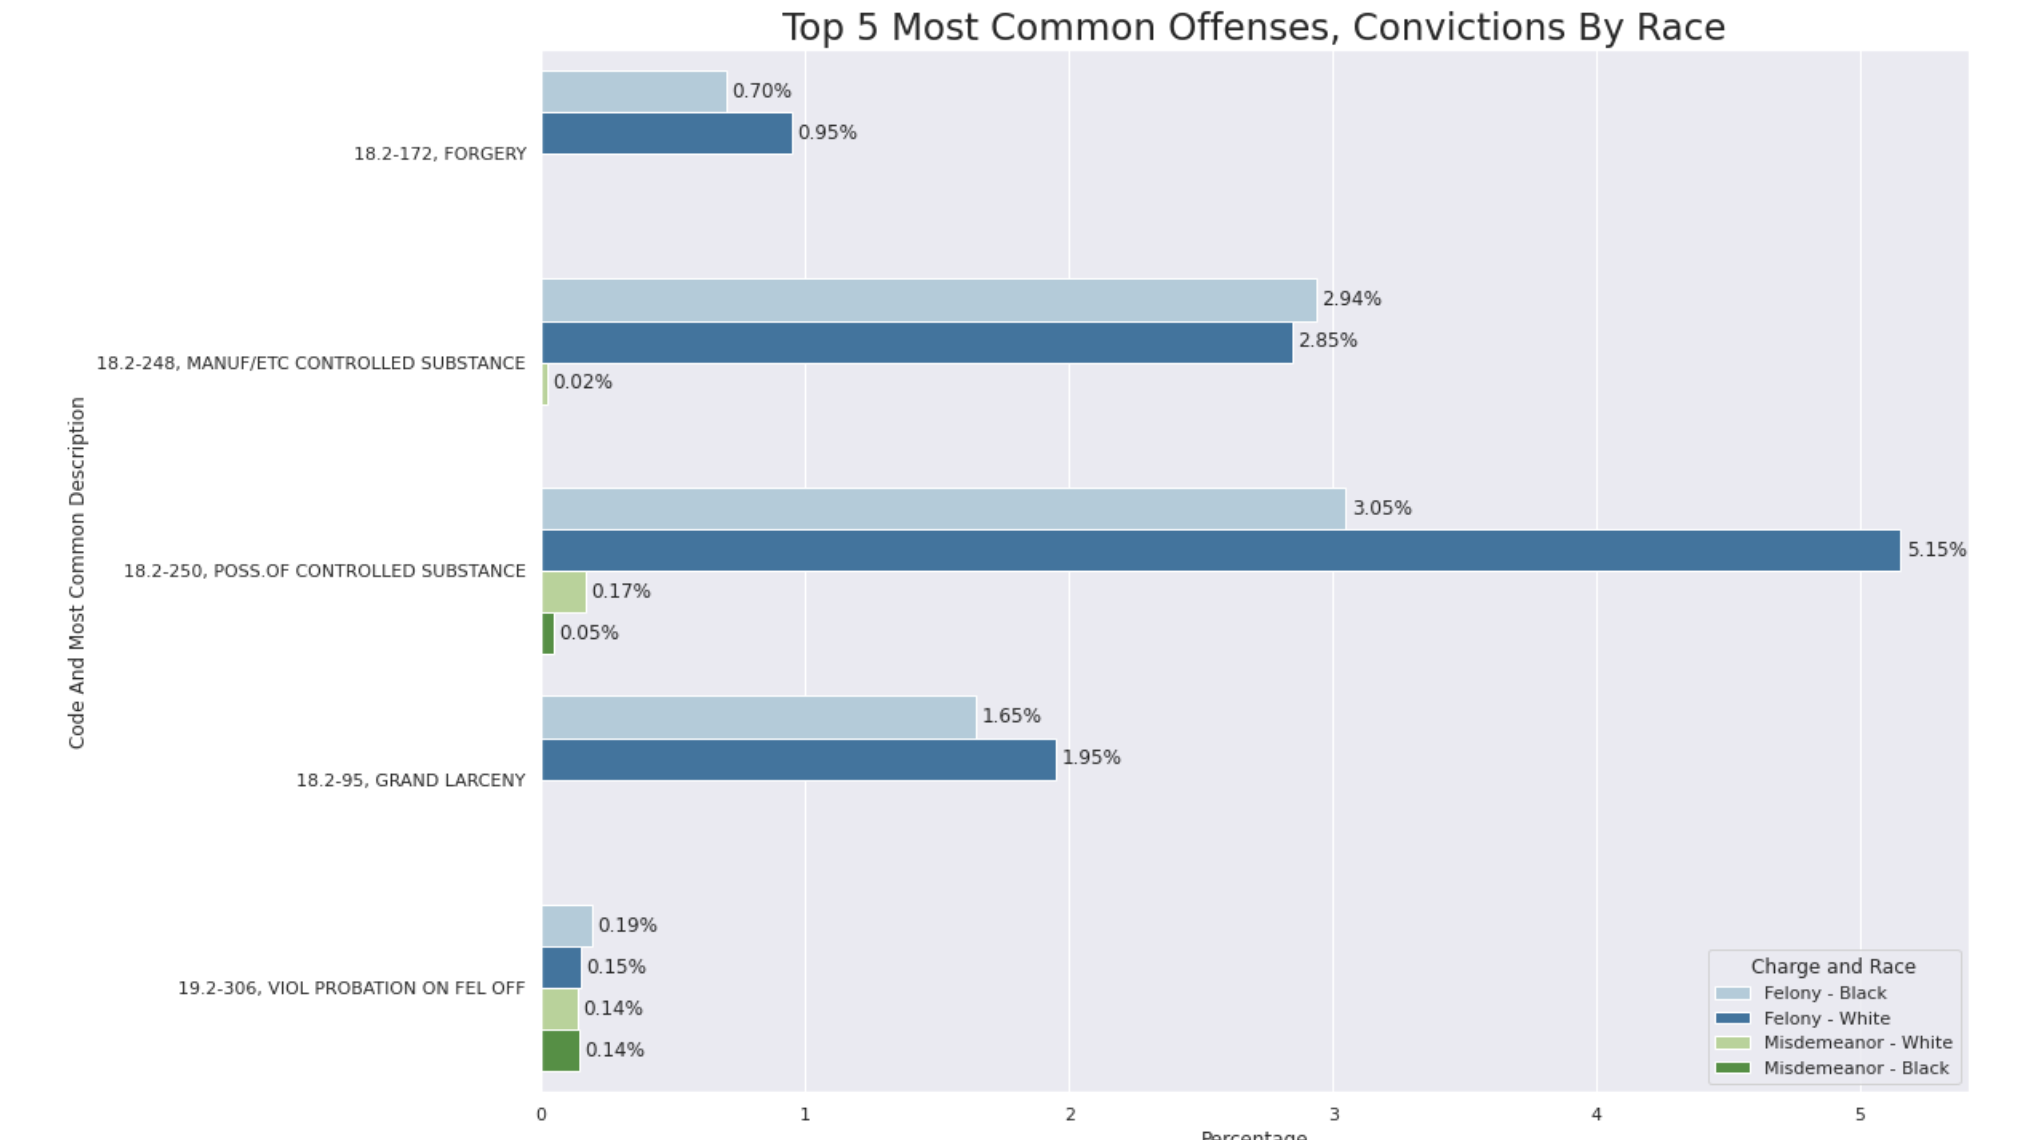 Top 5 Most Common Offenses, Convictions By Race
Code And Most Common Description
18.2-172, FORGERY
0.70%
0.95%
18.2-248, MANUF/ETC CONTROLLED SUBSTANCE
2.94%
2.85%
0.02%
18.2-250, POSS.OF CONTROLLED SUBSTANCE
3.05%
5.15%
0.17%
0.05%
18.2-95, GRAND LARCENY
1.65%
1.95%
19.2-306, VIOL PROBATION ON FEL OFF
0.19%
0.15%
0.14%
0.14%
Charge and Race
Felony - Black
Felony - White
Misdemeanor - White
Misdemeanor - Black
0 1 2 3 4 5
Percentage